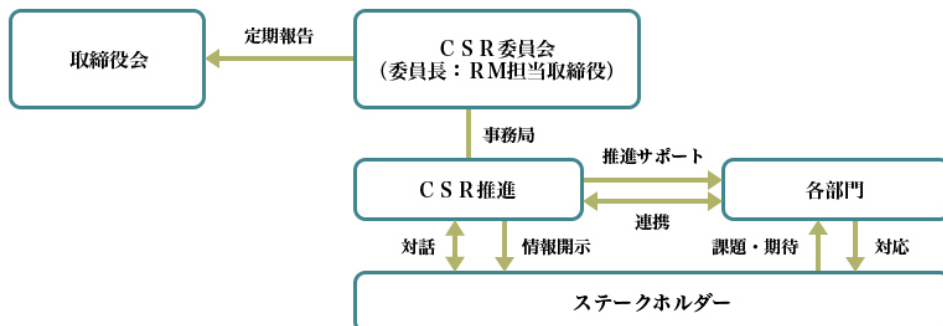 定期報告
取締役会
ＣＳＲ委員会
（委員長：ＲＭ担当取締役）
事務局
推進サポート
ＣＳＲ推進
各部門
連携
対話
情報開示
課題・期待
対応
ステークホルダー